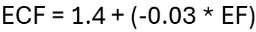 ECF = 1.4 + (-0.03 * EF)